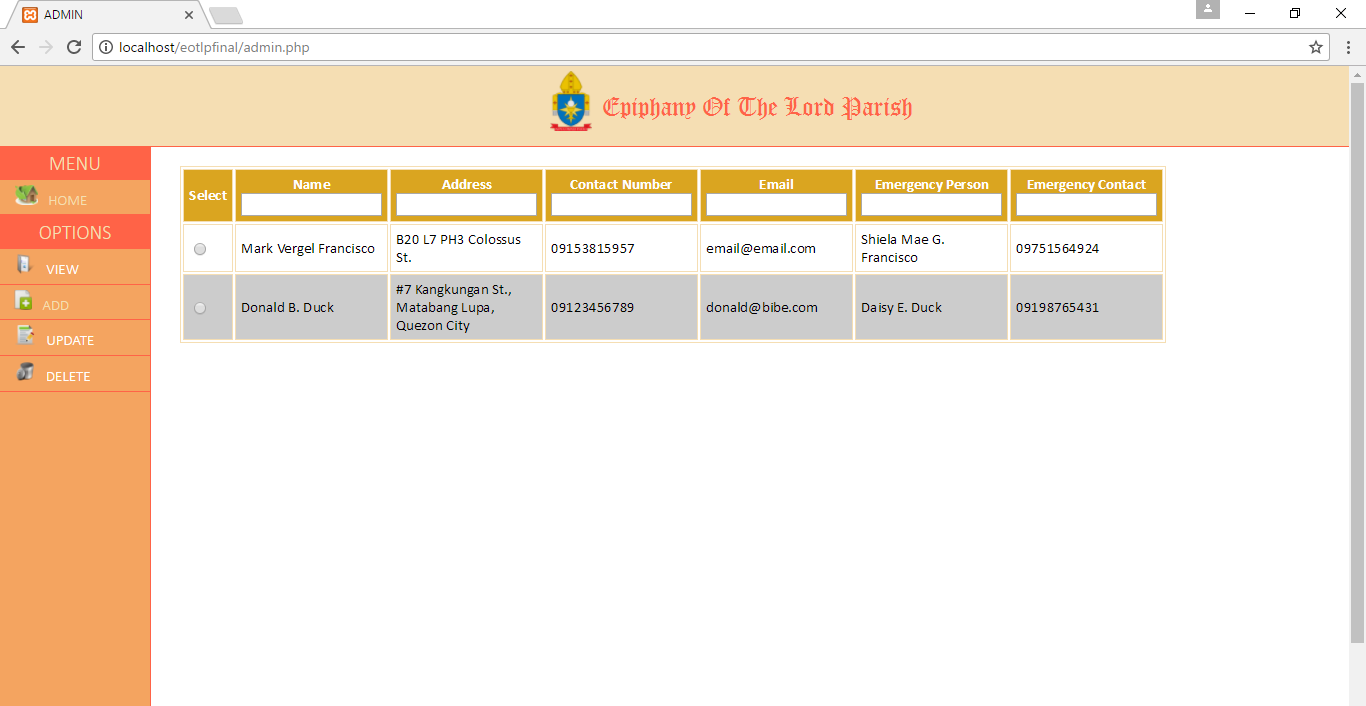 ADMIN
localhost/eotlpfinal/admin.php
Epiphany Of The Lord Parish
MENU
HOME
OPTIONS
VIEW
ADD
UPDATE
DELETE
Select Name Address Contact Number Email Emergency Person Emergency Contact
Mark Vergel Francisco
B20 L7 PH3 Colossus
St.
09153815957
email@email.com
Shiela Mae G.
Francisco
09751564924
Donald B. Duck
#7 Kangkungan St.,
Matabang Lupa,
Quezon City
09123456789
donald@bibe.com
Daisy E. Duck
09198765431